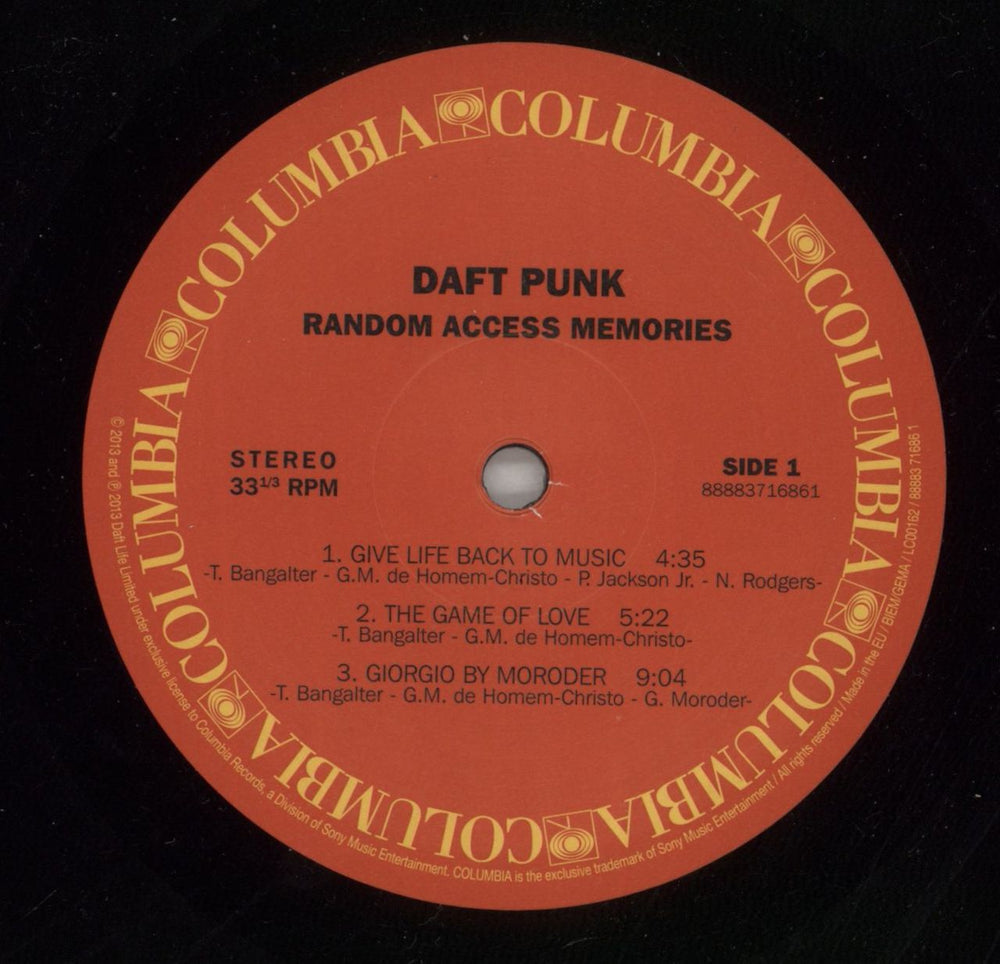 COLUMBIA COLUMBIA COLUMBIA COLUMBIA COLUMBIA COLUMBIA
DAFT PUNK
RANDOM ACCESS MEMORIES
STEREO
33 1/3 RPM
SIDE 1
88883716861
1. GIVE LIFE BACK TO MUSIC 4:35
-T. Bangalter - G.M. de Homem-Christo - P. Jackson Jr. - N. Rodgers-
2. THE GAME OF LOVE 5:22
-T. Bangalter - G.M. de Homem-Christo-
3. GIORGIO BY MORODER 9:04
-T. Bangalter - G.M. de Homem-Christo - G. Moroder-
© 2013 and ℗ 2013 Daft Life Limited under exclusive license to Columbia Records, a Division of Sony Music Entertainment. COLUMBIA is the exclusive trademark of Sony Music Entertainment / All rights reserved / Made in the EU / BIEM/GEMA / LC00162 / 88883 71686 1